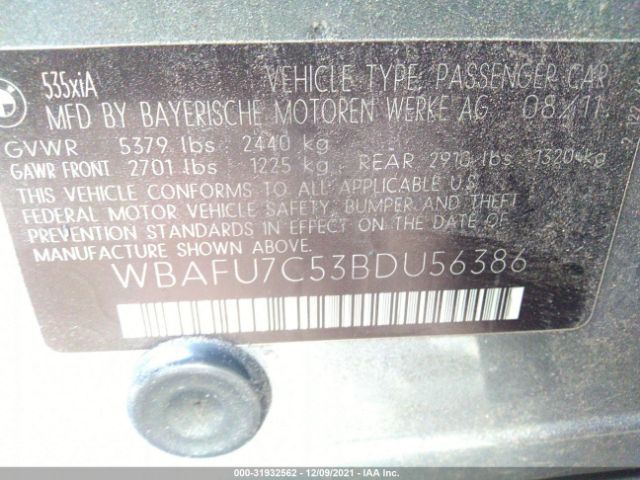 535xiA
VEHICLE TYPE: PASSENGER CAR
MFD BY BAYERISCHE MOTOREN WERKE AG 08/11
GVWR 5379 lbs 2440 kg
GAWR FRONT 2701 lbs 1225 kg REAR 2910 lbs 1320 kg
THIS VEHICLE CONFORMS TO ALL APPLICABLE U.S.
FEDERAL MOTOR VEHICLE SAFETY, BUMPER AND THEFT
PREVENTION STANDARDS IN EFFECT ON THE DATE OF
MANUFACTURE SHOWN ABOVE.
WBAFU7C53BDU56386
000-31932562 - 12/09/2021 - IAAI.com